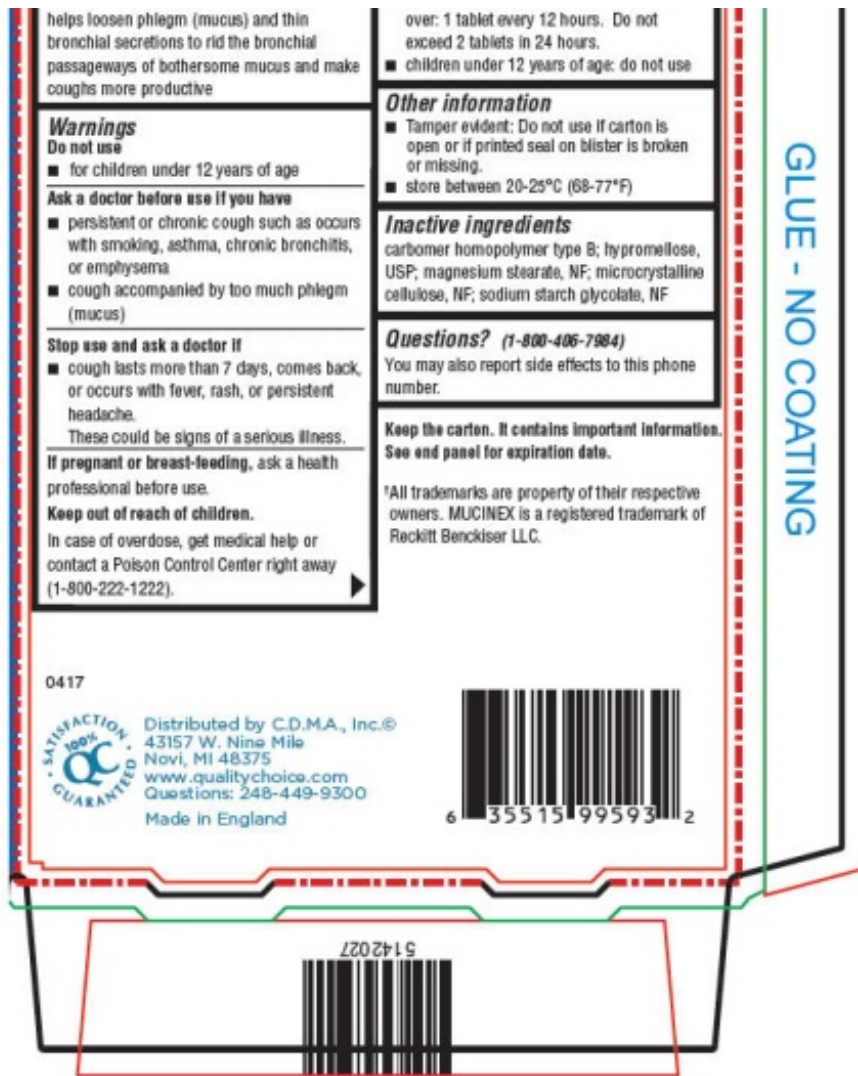 helps loosen phlegm (mucus) and thin
bronchial secretions to rid the bronchial
passageways of bothersome mucus and make
coughs more productive
Warnings
Do not use
■ for children under 12 years of age
Ask a doctor before use if you have
■ persistent or chronic cough such as occurs
with smoking, asthma, chronic bronchitis,
or emphysema
■ cough accompanied by too much phlegm
(mucus)
Stop use and ask a doctor if
■ cough lasts more than 7 days, comes back,
or occurs with fever, rash, or persistent
headache.
These could be signs of a serious illness.
If pregnant or breast-feeding, ask a health
professional before use.
Keep out of reach of children.
In case of overdose, get medical help or
contact a Poison Control Center right away
(1-800-222-1222).
over: 1 tablet every 12 hours. Do not
exceed 2 tablets in 24 hours.
■ children under 12 years of age: do not use
Other information
■ Tamper evident: Do not use if carton is
open or if printed seal on blister is broken
or missing.
■ store between 20-25°C (68-77°F)
Inactive ingredients
carbomer homopolymer type B; hypromellose,
USP; magnesium stearate, NF; microcrystalline
cellulose, NF; sodium starch glycolate, NF
Questions? (1-800-406-7984)
You may also report side effects to this phone
number.
Keep the carton. It contains important information.
See end panel for expiration date.
†All trademarks are property of their respective
owners. MUCINEX is a registered trademark of
Reckitt Benckiser LLC.
GLUE - NO COATING
0417
SATISFACTION
100%
QC
GUARANTEED
Distributed by C.D.M.A., Inc.©
43157 W. Nine Mile
Novi, MI 48375
www.qualitychoice.com
Questions: 248-449-9300
Made in England
6 35515 99593 2
5142027